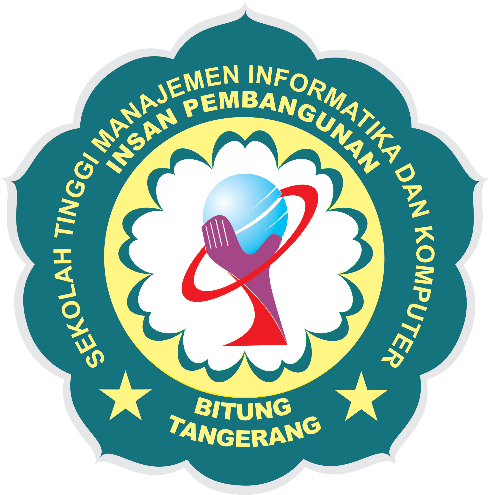 SEKOLAH TINGGI MANAJEMEN INFORMATIKA DAN KOMPUTER
INSAN PEMBANGUNAN
BITUNG
TANGERANG